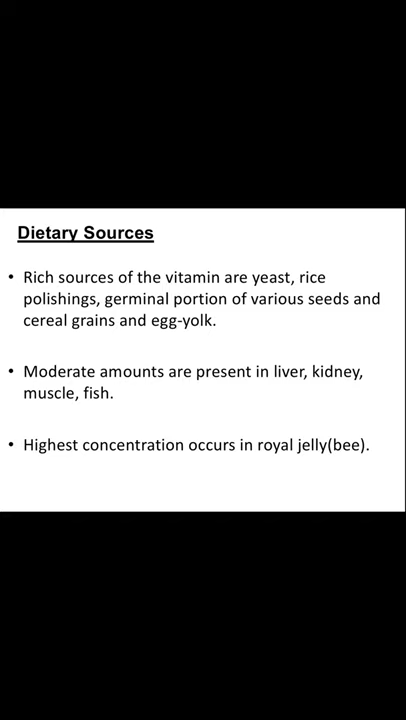 Dietary Sources
• Rich sources of the vitamin are yeast, rice
polishings, germinal portion of various seeds and
cereal grains and egg-yolk.
• Moderate amounts are present in liver, kidney,
muscle, fish.
• Highest concentration occurs in royal jelly(bee).